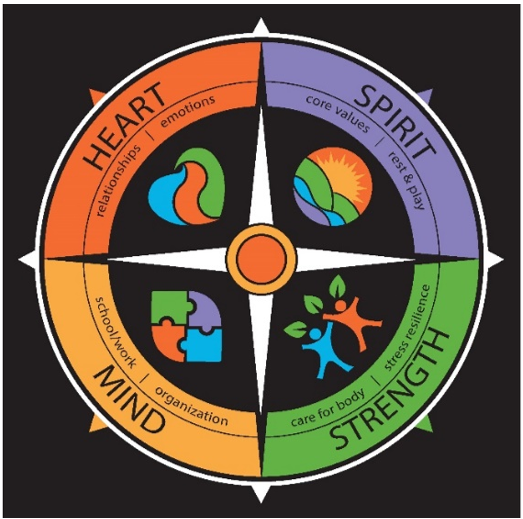 HEART
relationships | emotions
SPIRIT
core values | rest & play
MIND
school/work | organization
STRENGTH
care for body | stress resilience